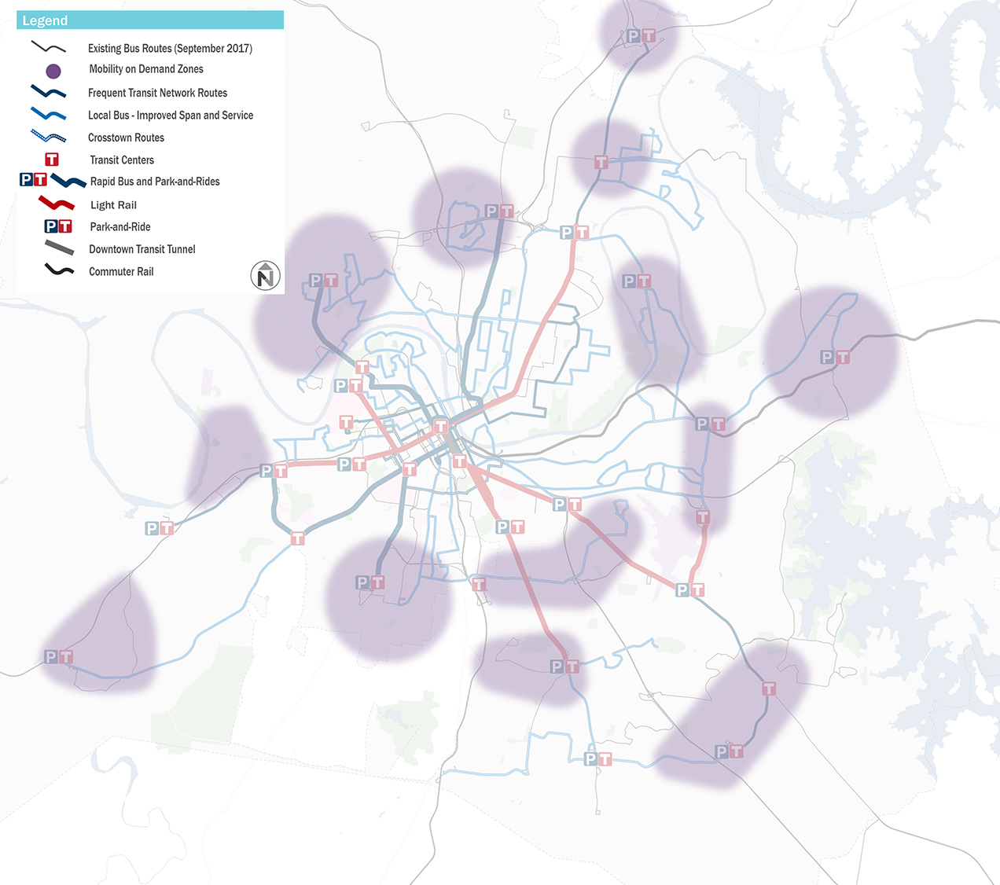 Legend
Existing Bus Routes (September 2017)
Mobility on Demand Zones
Frequent Transit Network Routes
Local Bus - Improved Span and Service
Crosstown Routes
T Transit Centers
P T Rapid Bus and Park-and-Rides
Light Rail
P T Park-and-Ride
Downtown Transit Tunnel
Commuter Rail
N
P T
T
P T
P T
P T
P T
P T
P T
T
P T
T
T
P T
P T
T
P T
T
P T
T
P T
P T
P T
T
T
P T
T
P T
P T
P T
T
P T
P T